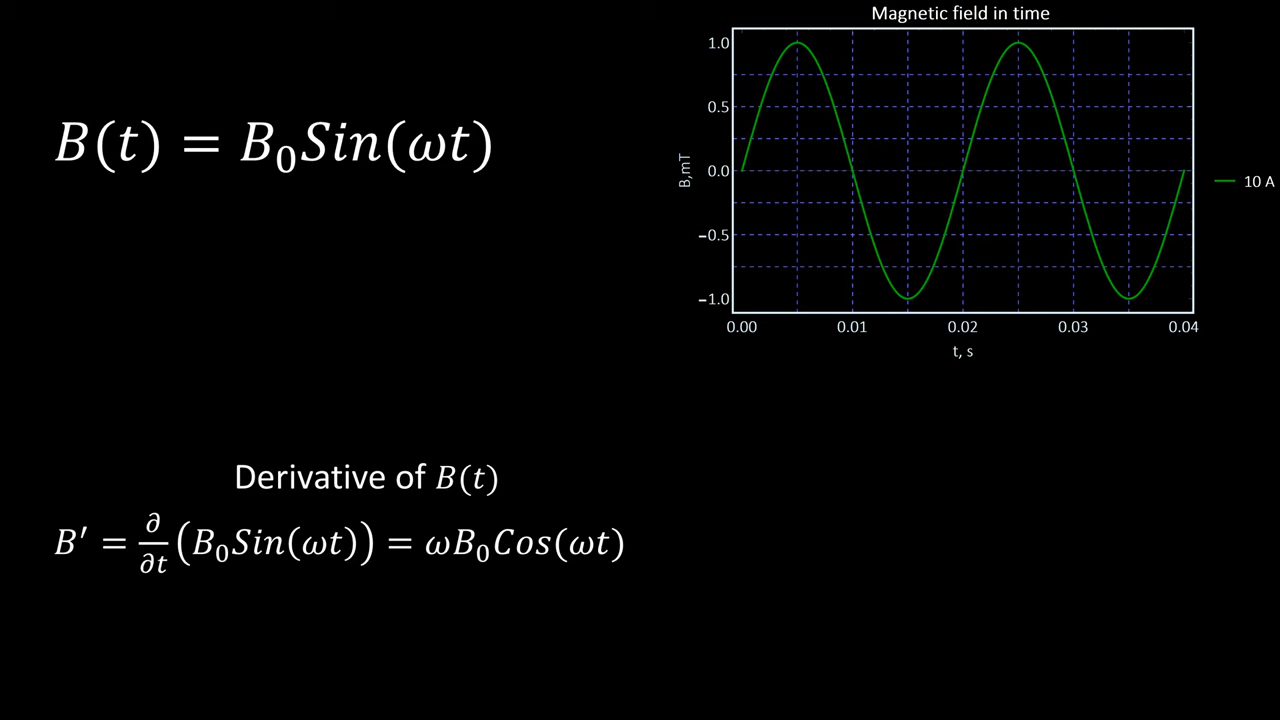 Magnetic field in time
B(t) = B₀Sin(ωt)
1.0
0.5
0.0
−0.5
−1.0
B,mT
10 A
0.00 0.01 0.02 0.03 0.04
t, s
Derivative of B(t)
B′ = ∂/∂t (B₀Sin(ωt)) = ωB₀Cos(ωt)